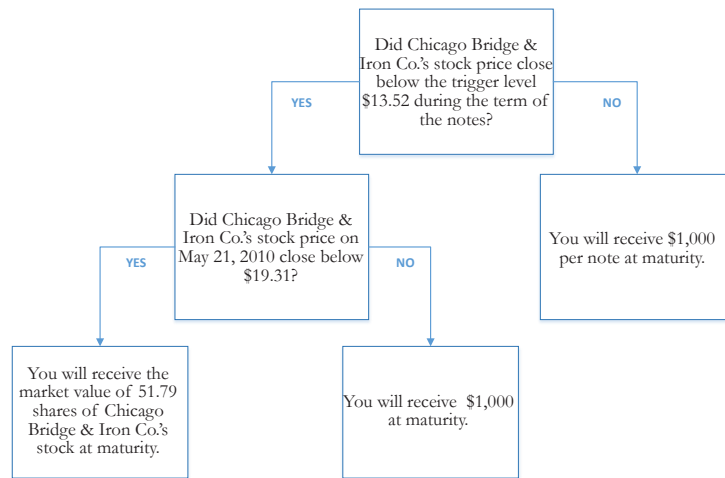 Did Chicago Bridge &
Iron Co.'s stock price close
below the trigger level
$13.52 during the term of
the notes?
YES
NO
Did Chicago Bridge &
Iron Co.'s stock price on
May 21, 2010 close below
$19.31?
You will receive $1,000
per note at maturity.
YES
NO
You will receive the
market value of 51.79
shares of Chicago
Bridge & Iron Co.'s
stock at maturity.
You will receive $1,000
at maturity.